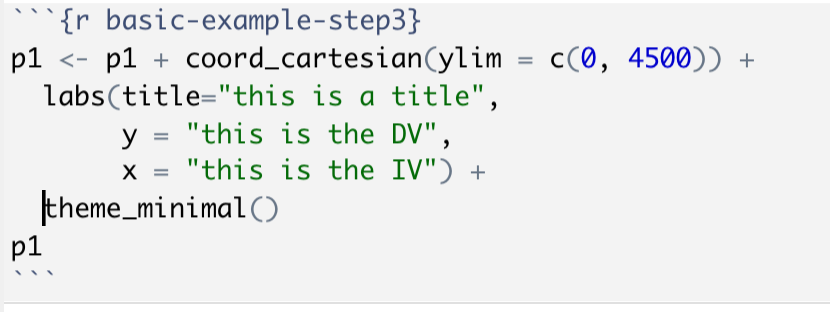 ```{r basic-example-step3}
p1 <- p1 + coord_cartesian(ylim = c(0, 4500)) +
  labs(title="this is a title",
       y = "this is the DV",
       x = "this is the IV") +
  theme_minimal()
p1
```